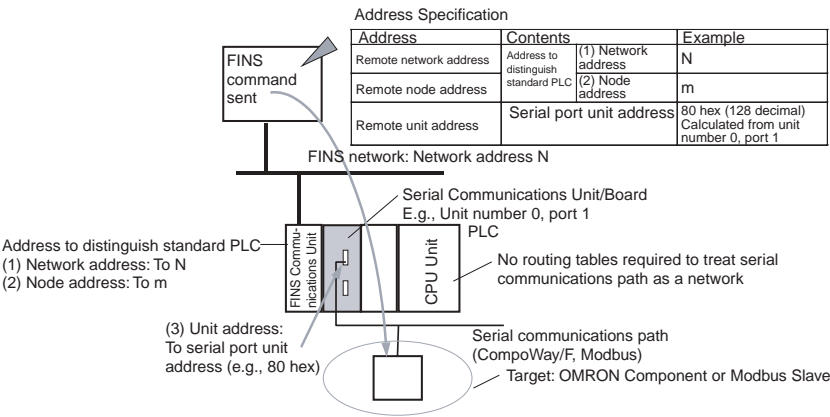 Address Specification
Address Contents Example
Remote network address Address to distinguish standard PLC (1) Network address N
Remote node address (2) Node address m
Remote unit address Serial port unit address 80 hex (128 decimal) Calculated from unit number 0, port 1
FINS
command
sent
FINS network: Network address N
Serial Communications Unit/Board
E.g., Unit number 0, port 1
PLC
Address to distinguish standard PLC
(1) Network address: To N
(2) Node address: To m
FINS Commu-
nications Unit
CPU Unit
No routing tables required to treat serial
communications path as a network
(3) Unit address:
To serial port unit
address (e.g., 80 hex)
Serial communications path
(CompoWay/F, Modbus)
Target: OMRON Component or Modbus Slave